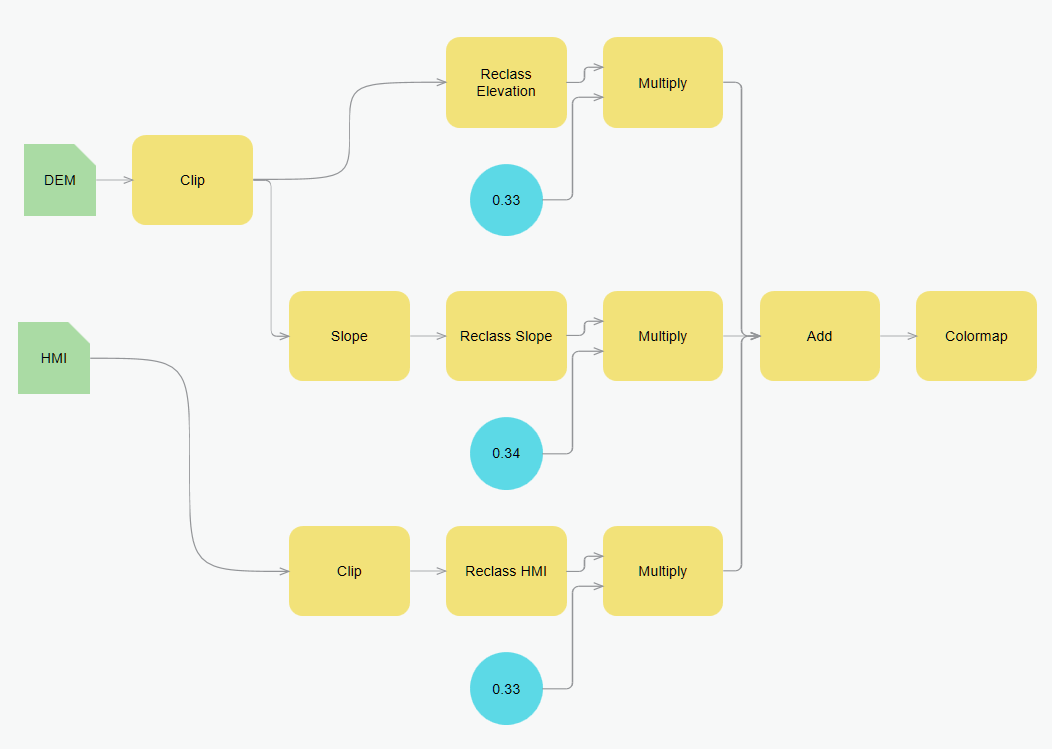 Reclass
Elevation
Multiply
DEM
Clip
0.33
HMI
Slope
Reclass Slope
Multiply
Add
Colormap
0.34
Clip
Reclass HMI
Multiply
0.33